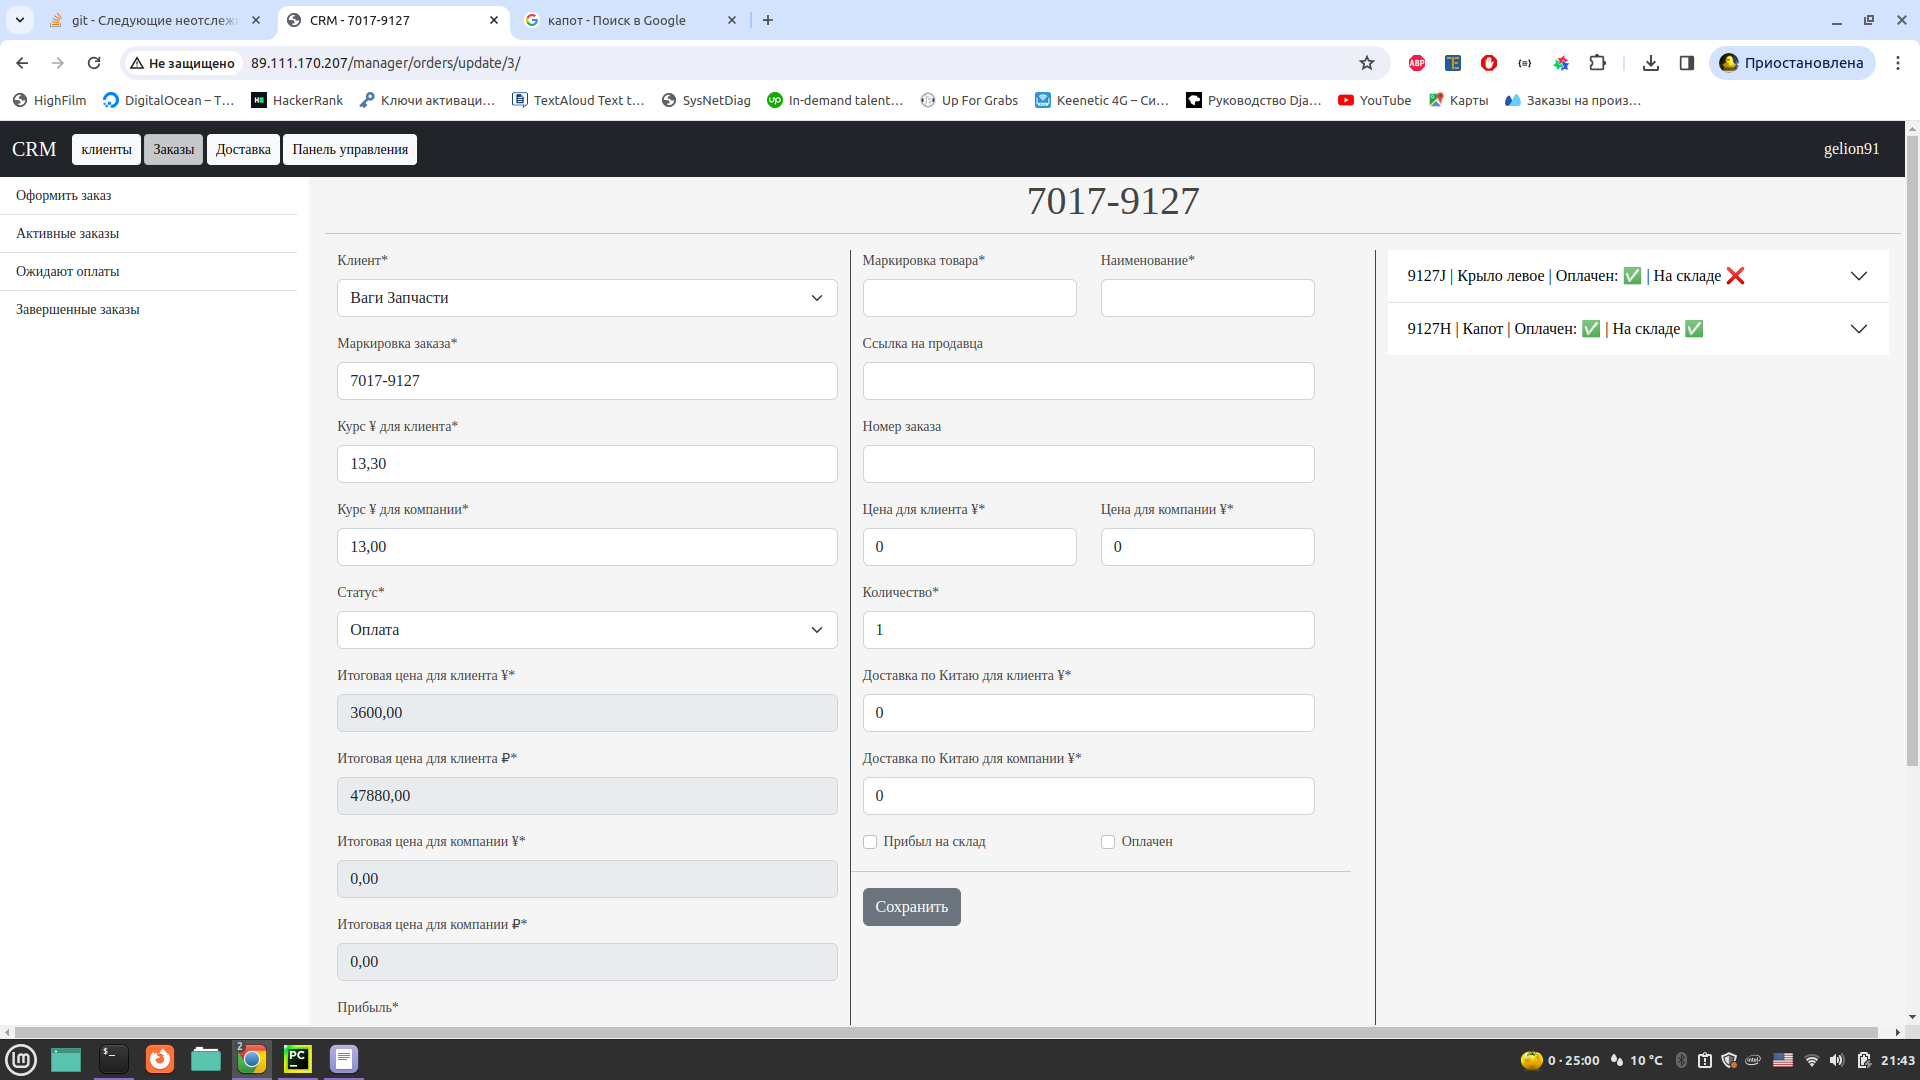 git - Следующие неотслежи
CRM - 7017-9127
капот - Поиск в Google
Не защищено
89.111.170.207/manager/orders/update/3/
Приостановлена
HighFilm
DigitalOcean – Т…
HackerRank
Ключи активаци…
TextAloud Text t…
SysNetDiag
In-demand talent…
Up For Grabs
Keenetic 4G – Си…
Руководство Dja…
YouTube
Карты
Заказы на произ…
CRM
клиенты
Заказы
Доставка
Панель управления
gelion91
Оформить заказ
Активные заказы
Ожидают оплаты
Завершенные заказы
7017-9127
Клиент*
Ваги Запчасти
Маркировка заказа*
7017-9127
Курс ¥ для клиента*
13,30
Курс ¥ для компании*
13,00
Статус*
Оплата
Итоговая цена для клиента ¥*
3600,00
Итоговая цена для клиента ₽*
47880,00
Итоговая цена для компании ¥*
0,00
Итоговая цена для компании ₽*
0,00
Прибыль*
Маркировка товара*
Наименование*
Ссылка на продавца
Номер заказа
Цена для клиента ¥*
Цена для компании ¥*
0
0
Количество*
1
Доставка по Китаю для клиента ¥*
0
Доставка по Китаю для компании ¥*
0
Прибыл на склад
Оплачен
Сохранить
9127J | Крыло левое | Оплачен: ✅ | На складе ❌
9127H | Капот | Оплачен: ✅ | На складе ✅
2
PC
0 · 25:00
10 °C
21:43